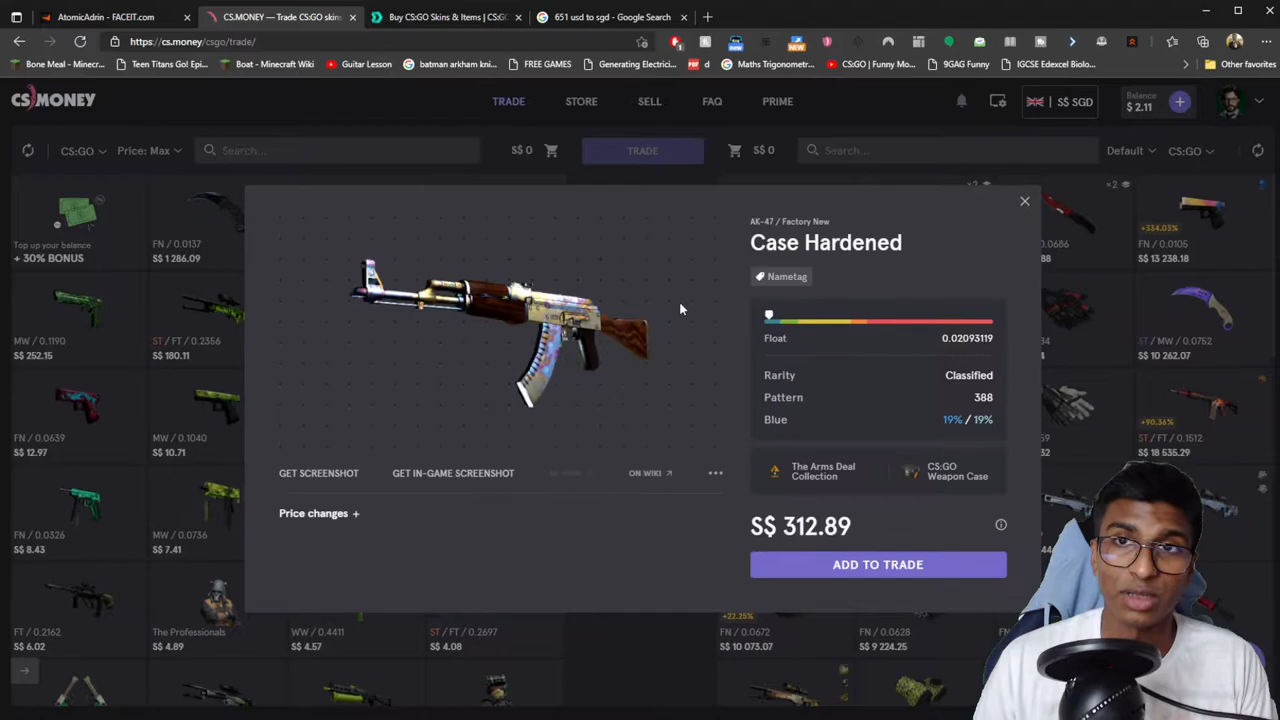 AtomicAdrin - FACEIT.com
CS.MONEY — Trade CS:GO skins
Buy CS:GO Skins & Items | CS:GO
651 usd to sgd - Google Search
https://cs.money/csgo/trade/
Bone Meal - Minecr...
Teen Titans Go! Epi...
Boat - Minecraft Wiki
Guitar Lesson
batman arkham kni...
FREE GAMES
PDF
d
Generating Electrici...
Maths Trigonometr...
CS:GO | Funny Mo...
9GAG Funny
IGCSE Edexcel Biolo...
Other favorites
CS MONEY
TRADE
STORE
SELL
FAQ
PRIME
S$ SGD
Balance
$ 2.11
CS:GO
Price: Max
Search...
S$ 0
TRADE
S$ 0
Search...
Default
CS:GO
Top up your balance
+ 30% BONUS
FN / 0.0137
S$ 1 286.09
×2
×2
0.0686
+334.03%
FN / 0.0105
S$ 13 238.18
MW / 0.1190
S$ 252.15
ST / FT / 0.2356
S$ 180.11
ST / MW / 0.0752
S$ 10 262.07
FN / 0.0639
S$ 12.97
MW / 0.1040
S$ 10.71
+90.36%
ST / FT / 0.1512
S$ 18 535.29
FN / 0.0326
S$ 8.43
MW / 0.0736
S$ 7.41
FT / 0.2162
S$ 6.02
The Professionals
S$ 4.89
WW / 0.4411
S$ 4.57
ST / FT / 0.2697
S$ 4.08
+22.25%
FN / 0.0672
S$ 10 073.07
FN / 0.0628
S$ 9 224.25
AK-47 / Factory New
Case Hardened
Nametag
Float
0.02093119
Rarity
Classified
Pattern
388
Blue
19% / 19%
The Arms Deal
Collection
CS:GO
Weapon Case
S$ 312.89
ADD TO TRADE
GET SCREENSHOT
GET IN-GAME SCREENSHOT
ON WIKI
Price changes +